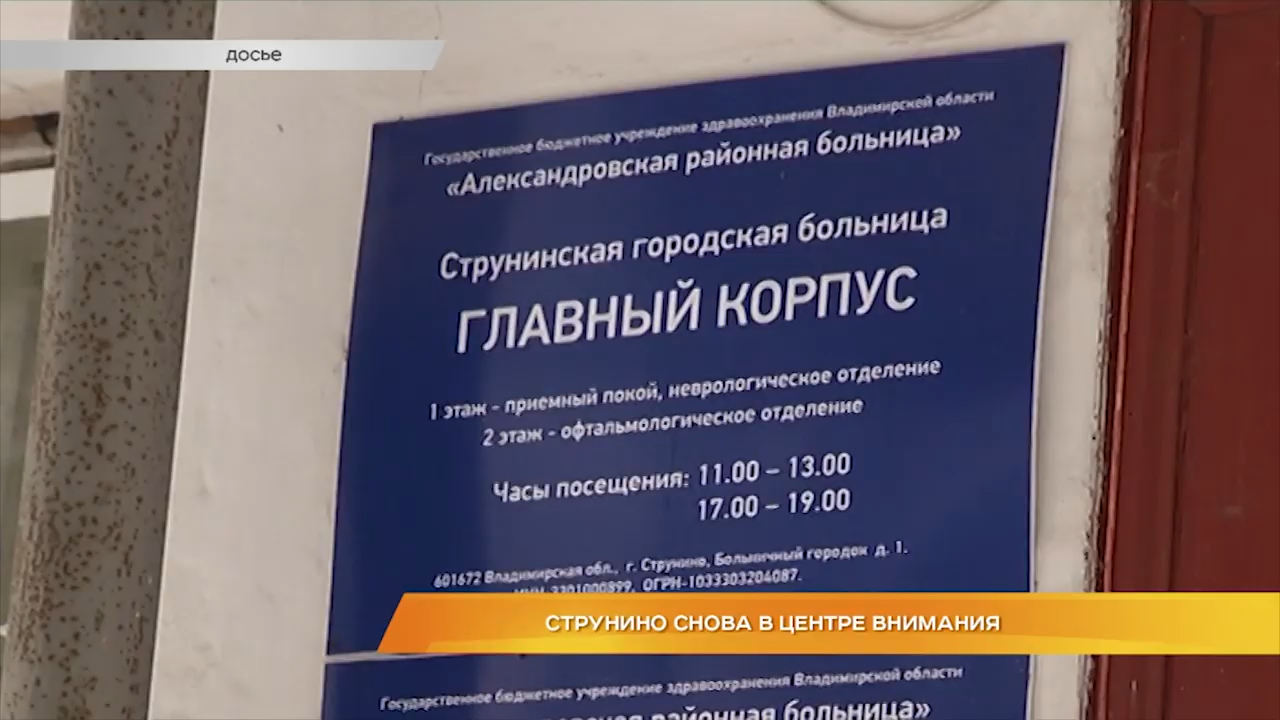 досье
Государственное бюджетное учреждение здравоохранения Владимирской области
«Александровская районная больница»
Струнинская городская больница
ГЛАВНЫЙ КОРПУС
1 этаж - приемный покой, неврологическое отделение
2 этаж - офтальмологическое отделение
Часы посещения: 11.00 – 13.00
17.00 – 19.00
601672 Владимирская обл., г. Струнино, Больничный городок д. 1.
ОГРН-1033303204087.
СТРУНИНО СНОВА В ЦЕНТРЕ ВНИМАНИЯ
Государственное бюджетное учреждение здравоохранения Владимирской области
районная больница»